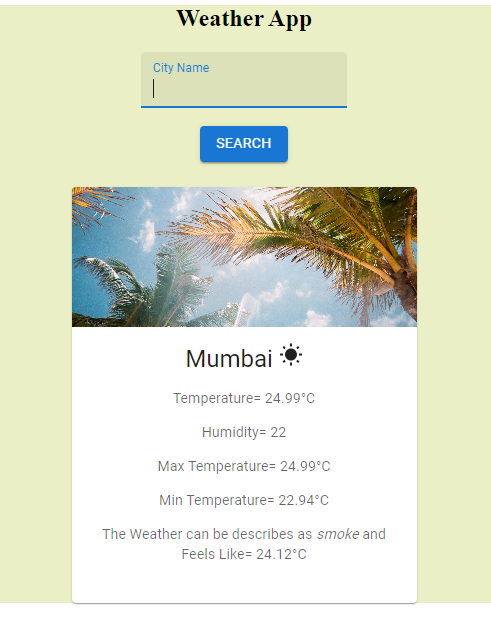 Weather App
City Name
SEARCH
Mumbai
Temperature= 24.99°C
Humidity= 22
Max Temperature= 24.99°C
Min Temperature= 22.94°C
The Weather can be describes as smoke and
Feels Like= 24.12°C